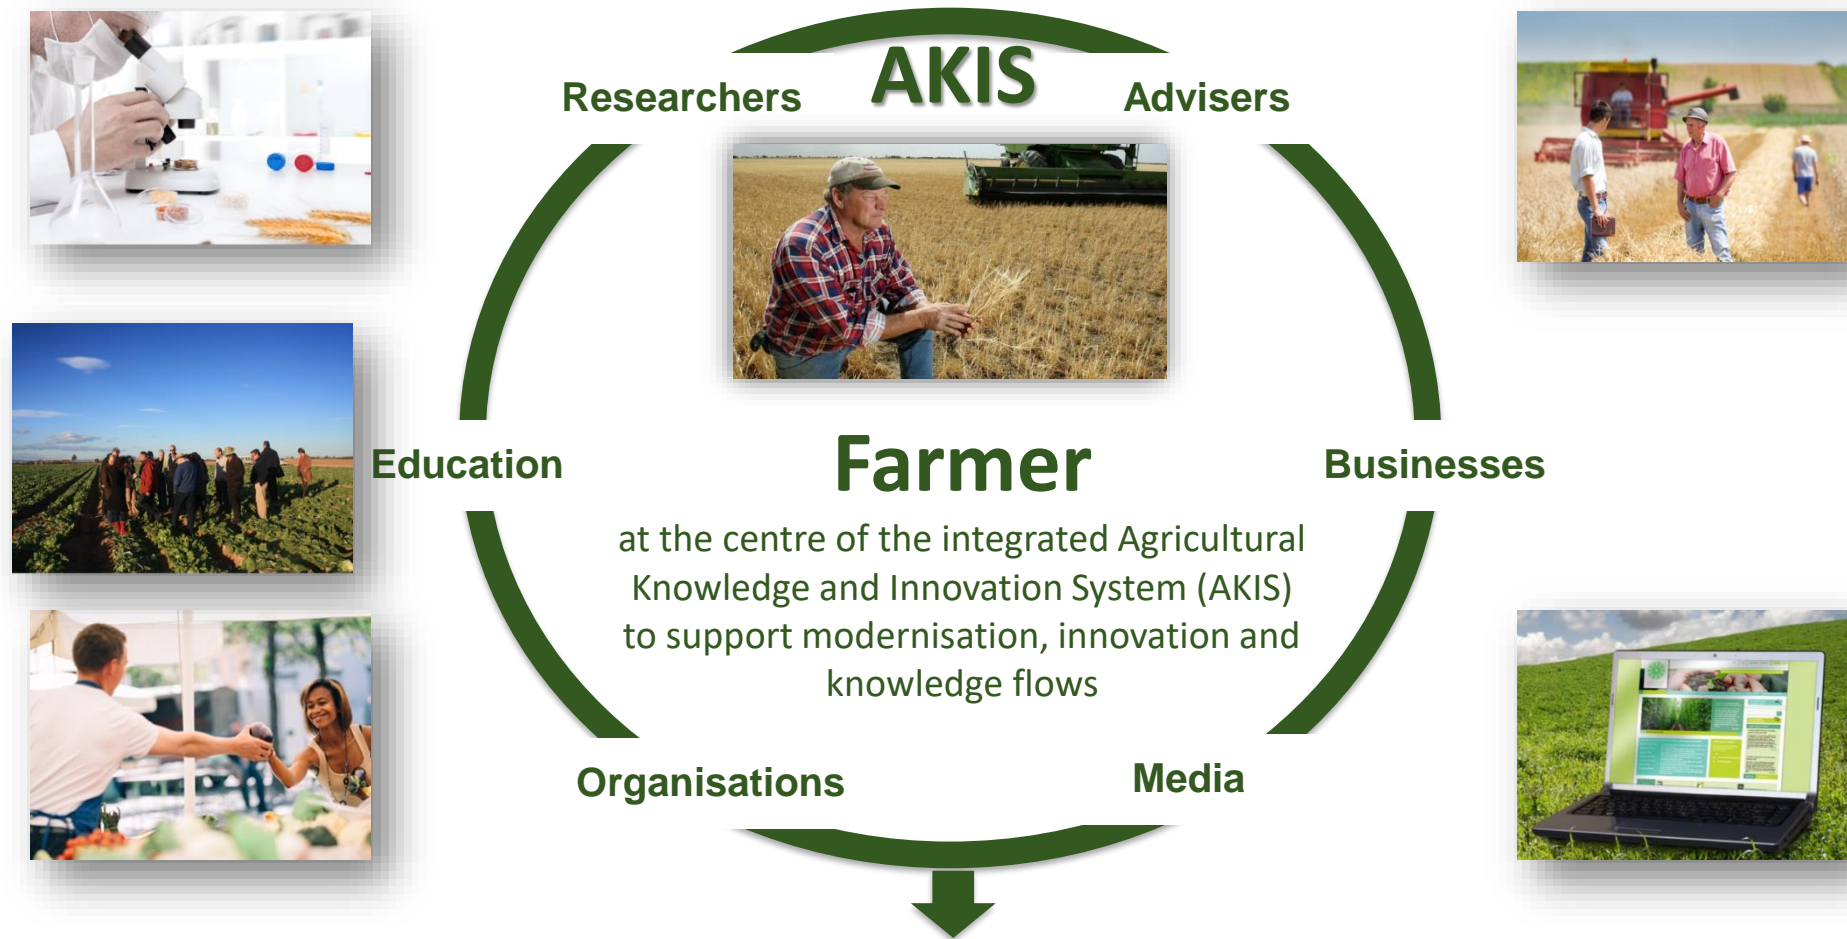 AKIS
Researchers
Advisers
Education
Farmer
Businesses
at the centre of the integrated Agricultural
Knowledge and Innovation System (AKIS)
to support modernisation, innovation and
knowledge flows
Organisations
Media